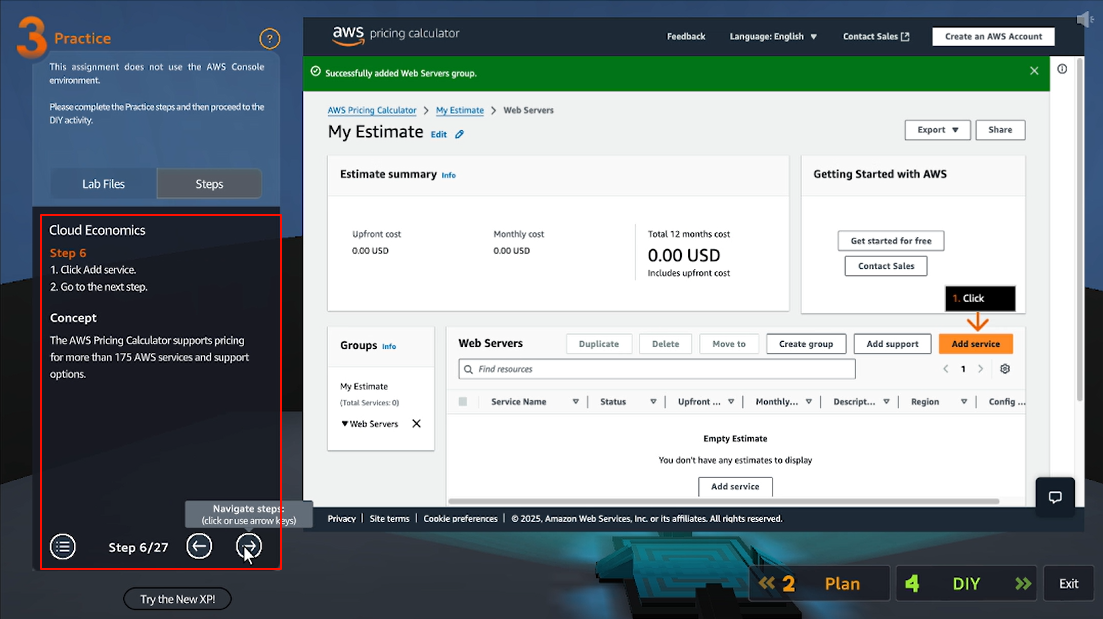 3 Practice
?
This assignment does not use the AWS Console
environment.
Please complete the Practice steps and then proceed to the
DIY activity.
Lab Files
Steps
Cloud Economics
Step 6
1. Click Add service.
2. Go to the next step.
Concept
The AWS Pricing Calculator supports pricing
for more than 175 AWS services and support
options.
Navigate steps:
(click or use arrow keys)
Step 6/27
Try the New XP!
aws pricing calculator
Feedback
Language: English
Contact Sales
Create an AWS Account
Successfully added Web Servers group.
AWS Pricing Calculator > My Estimate > Web Servers
My Estimate Edit
Export
Share
Estimate summary Info
Upfront cost
0.00 USD
Monthly cost
0.00 USD
Total 12 months cost
0.00 USD
Includes upfront cost
Getting Started with AWS
Get started for free
Contact Sales
1. Click
Groups Info
My Estimate
(Total Services: 0)
Web Servers
Web Servers
Duplicate
Delete
Move to
Create group
Add support
Add service
Find resources
1
Service Name
Status
Upfront ...
Monthly...
Descript...
Region
Config ...
Empty Estimate
You don't have any estimates to display
Add service
Privacy | Site terms | Cookie preferences | © 2025, Amazon Web Services, Inc. or its affiliates. All rights reserved.
2 Plan
4 DIY
Exit